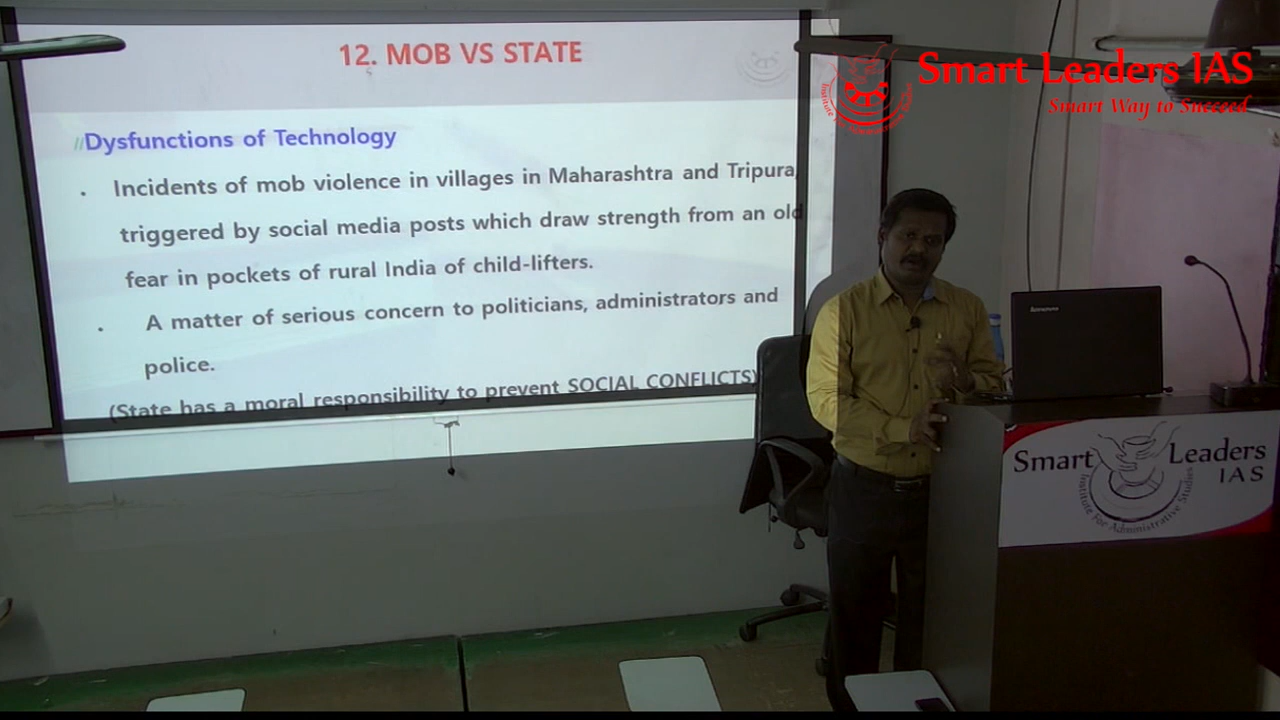 12. MOB VS STATE
Smart Leaders IAS
Smart Way to Succeed
//Dysfunctions of Technology
. Incidents of mob violence in villages in Maharashtra and Tripura,
triggered by social media posts which draw strength from an old
fear in pockets of rural India of child-lifters.
. A matter of serious concern to politicians, administrators and
police.
(State has a moral responsibility to prevent SOCIAL CONFLICTS)
lenovo
Smart Leaders
IAS
Institute For Administrative Studies